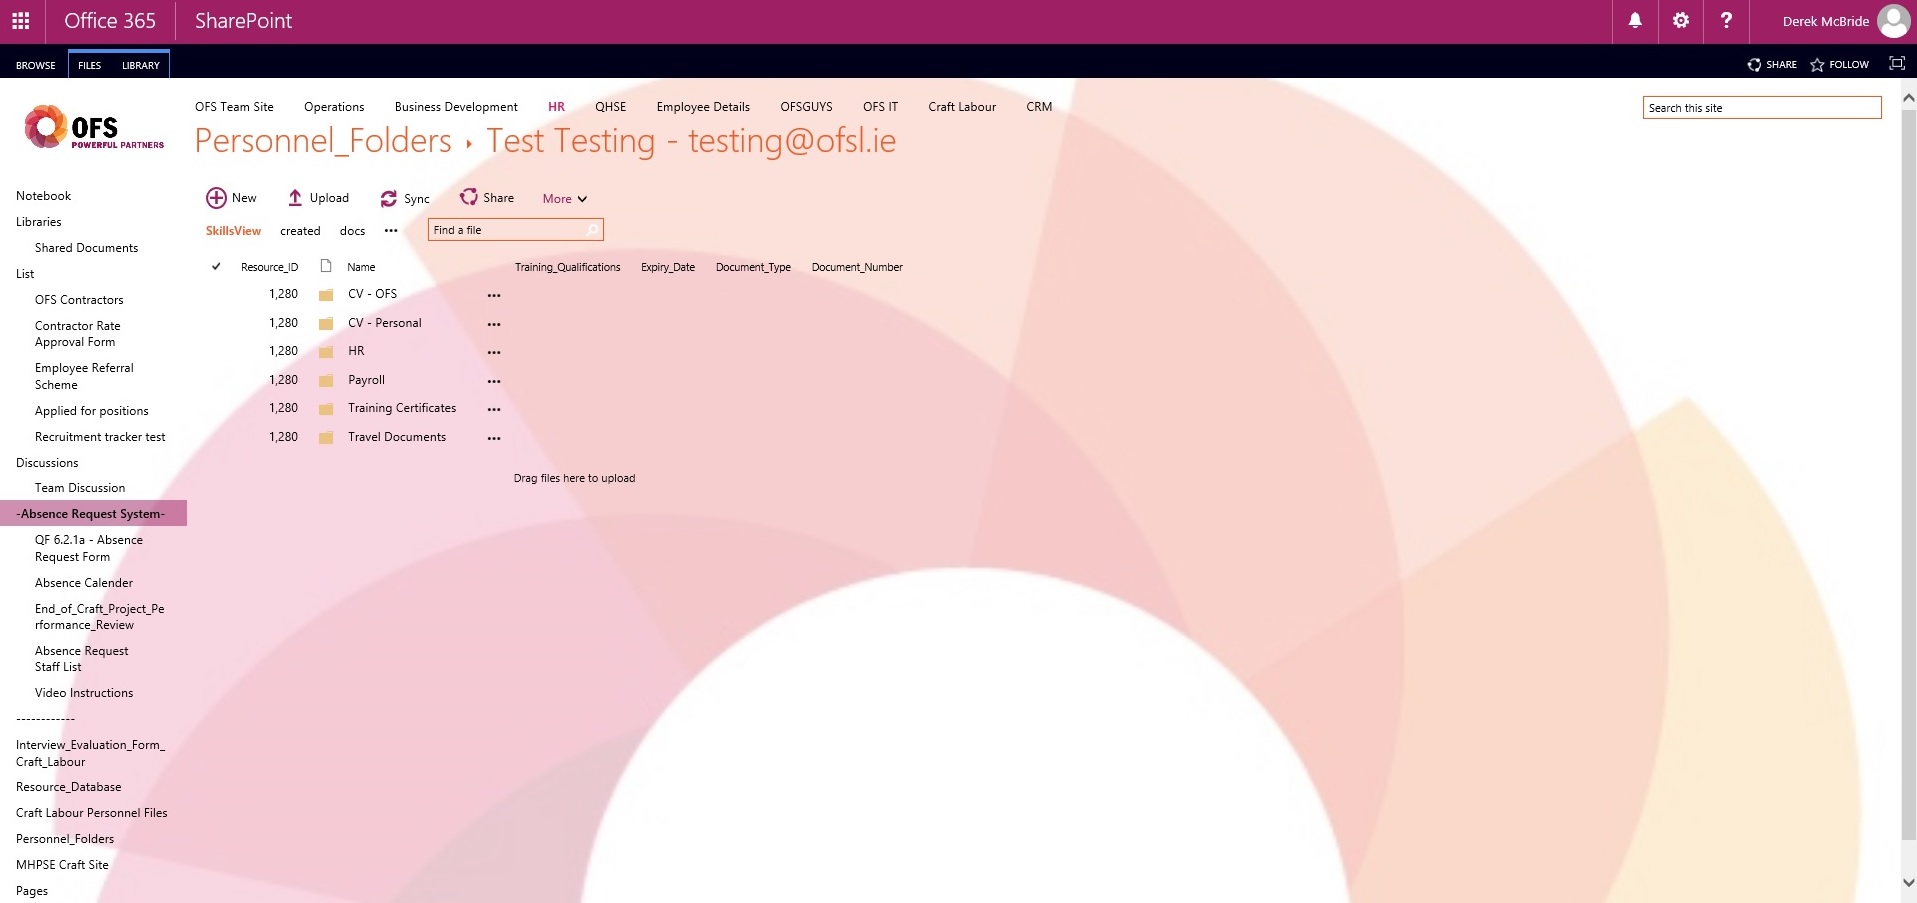 Office 365 SharePoint ? Derek McBride
BROWSE FILES LIBRARY SHARE FOLLOW
OFS
POWERFUL PARTNERS
OFS Team Site Operations Business Development HR QHSE Employee Details OFSGUYS OFS IT Craft Labour CRM
Search this site
Personnel_Folders ▸ Test Testing - testing@ofsl.ie
New Upload Sync Share More
SkillsView created docs ••• Find a file
✓ Resource_ID Name Training_Qualifications Expiry_Date Document_Type Document_Number
1,280 CV - OFS •••
1,280 CV - Personal •••
1,280 HR •••
1,280 Payroll •••
1,280 Training Certificates •••
1,280 Travel Documents •••
Drag files here to upload
Notebook
Libraries
Shared Documents
List
OFS Contractors
Contractor Rate
Approval Form
Employee Referral
Scheme
Applied for positions
Recruitment tracker test
Discussions
Team Discussion
-Absence Request System-
QF 6.2.1a - Absence
Request Form
Absence Calender
End_of_Craft_Project_Pe
rformance_Review
Absence Request
Staff List
Video Instructions
------------
Interview_Evaluation_Form_
Craft_Labour
Resource_Database
Craft Labour Personnel Files
Personnel_Folders
MHPSE Craft Site
Pages